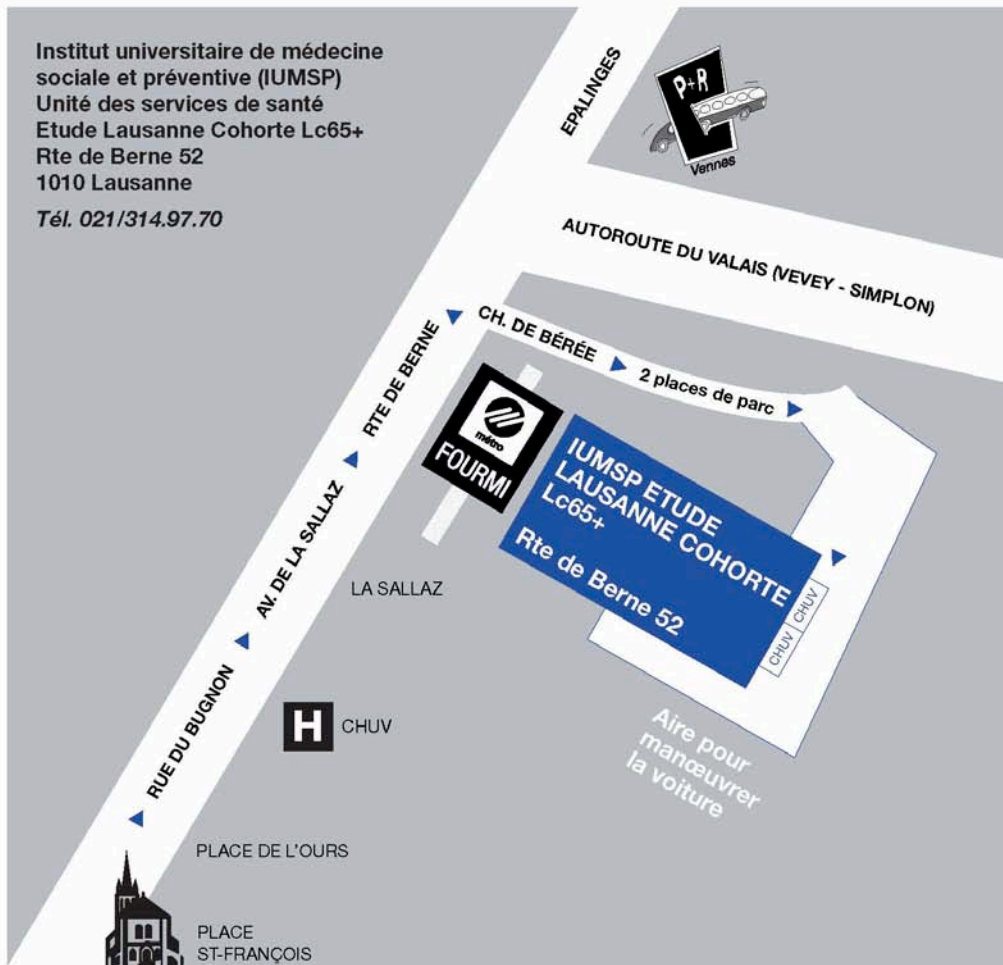 Institut universitaire de médecine
sociale et préventive (IUMSP)
Unité des services de santé
Etude Lausanne Cohorte Lc65+
Rte de Berne 52
1010 Lausanne
Tél. 021/314.97.70
EPALINGES
P+R
Vennes
AUTOROUTE DU VALAIS (VEVEY - SIMPLON)
CH. DE BÉRÉE
2 places de parc
RTE DE BERNE
métro
FOURMI
IUMSP ETUDE
LAUSANNE COHORTE
Lc65+
Rte de Berne 52
CHUV
CHUV
AV. DE LA SALLAZ
LA SALLAZ
RUE DU BUGNON
H
CHUV
Aire pour
manœuvrer
la voiture
PLACE DE L'OURS
PLACE
ST-FRANÇOIS